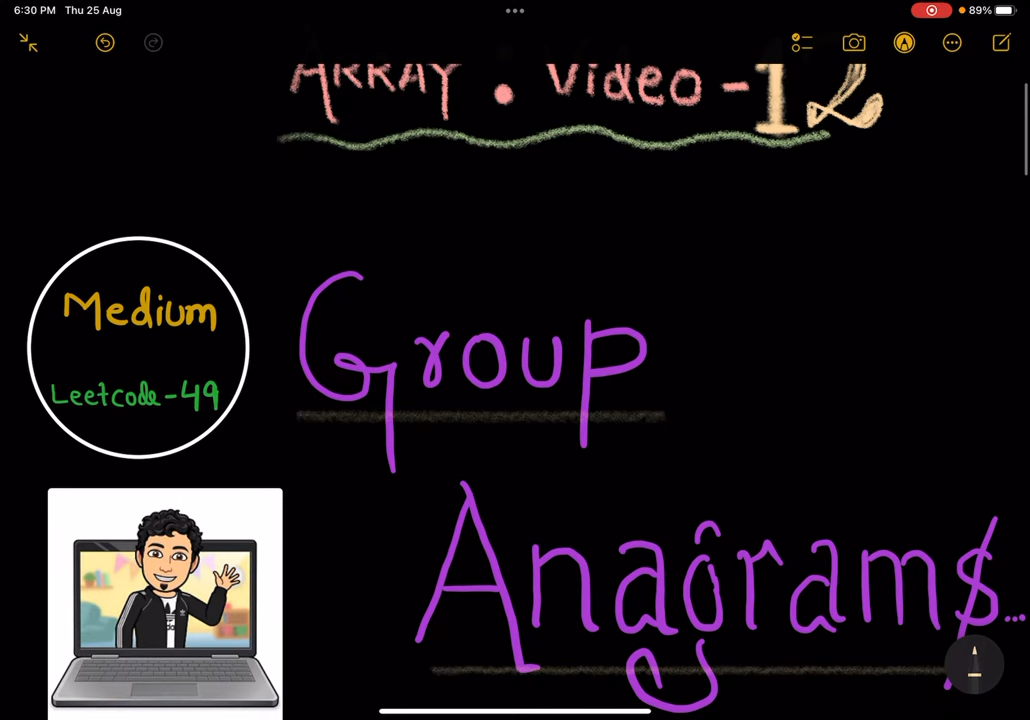 6:30 PM Thu 25 Aug 89%
ARRAY . Video - 12
Medium
Leetcode - 49
Group
Anagrams...